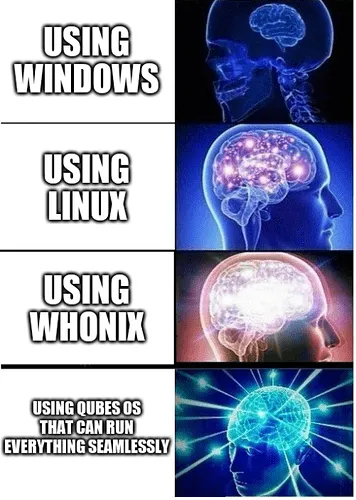 USING
WINDOWS
USING
LINUX
USING
WHONIX
USING QUBES OS
THAT CAN RUN
EVERYTHING SEAMLESSLY